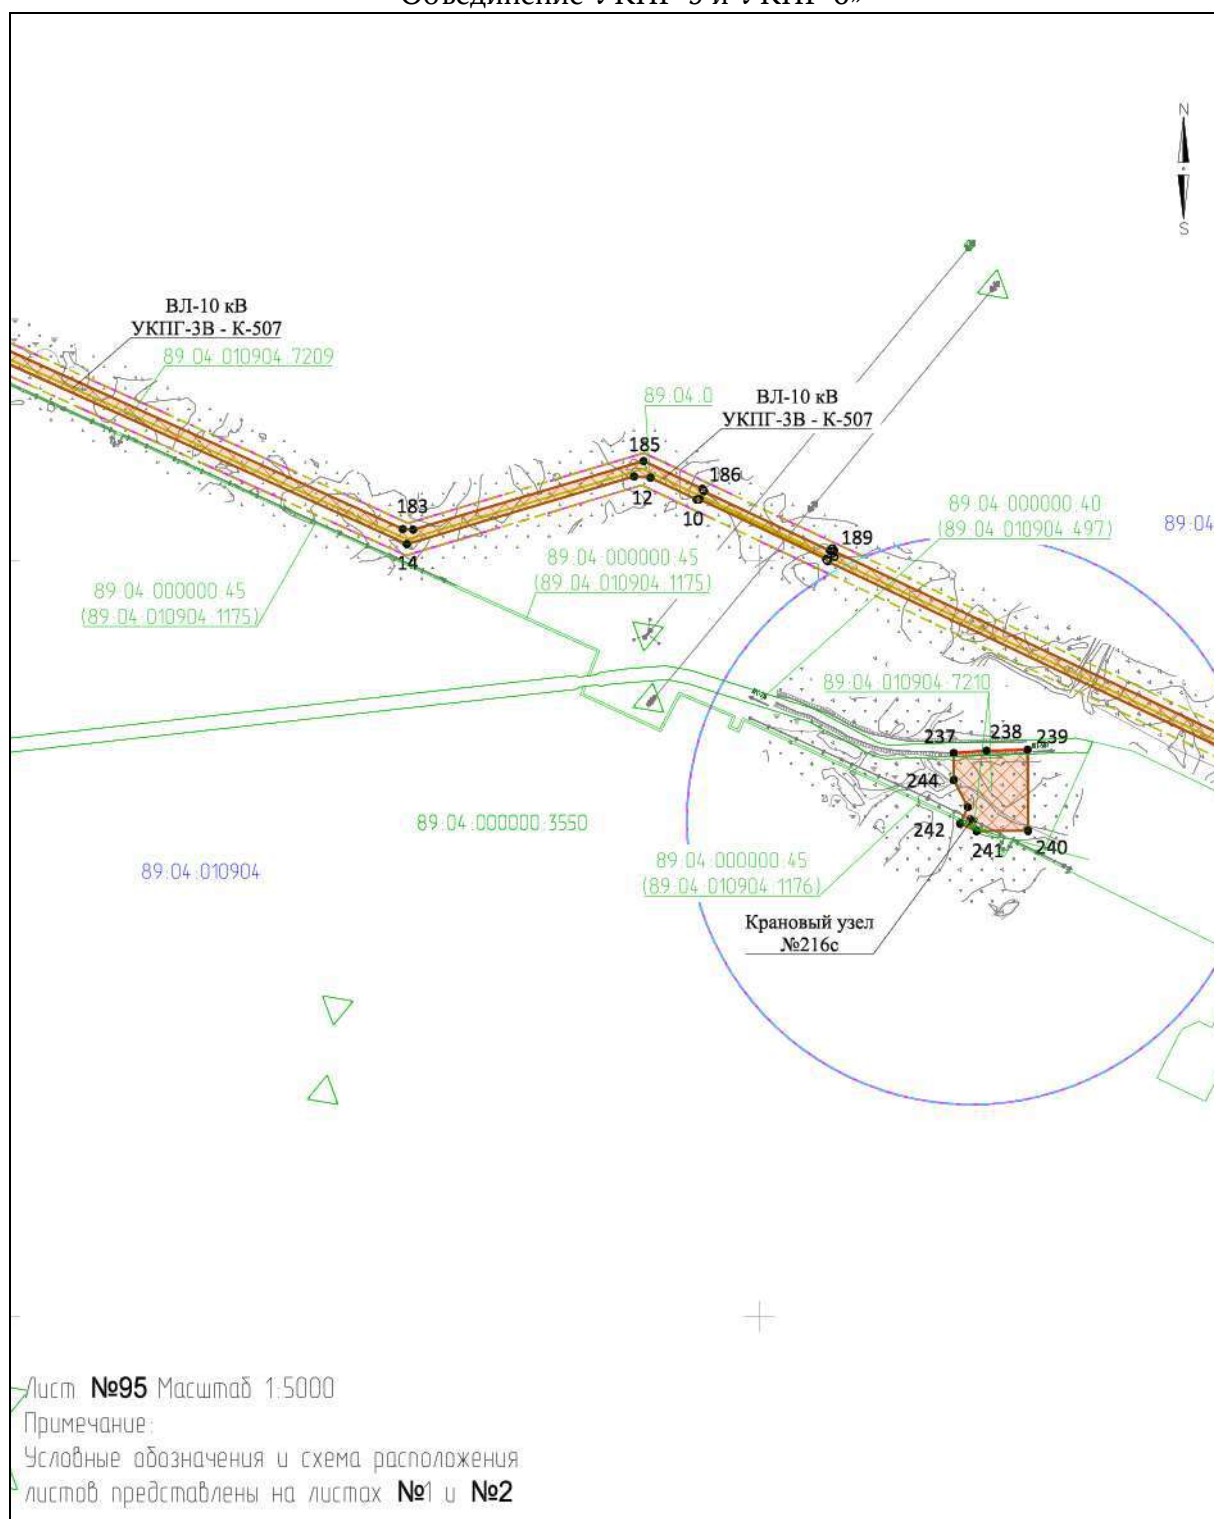 N
S
ВЛ-10 кВ
УКПГ-3В - К-507
89:04:010904:7209
89:04:0
ВЛ-10 кВ
УКПГ-3В - К-507
185
186
12
10
183
14
189
89:04:000000:40
(89:04:010904:497)
89:04
89:04:000000:45
(89:04:010904:1175)
89:04:000000:45
(89:04:010904:1175)
89:04:010904:7210
237
238
239
244
242
241
240
89:04:000000:3550
89:04:010904
89:04:000000:45
(89:04:010904:1176)
Крановый узел
№216с
Лист №95 Масштаб 1:5000
Примечание:
Условные обозначения и схема расположения
листов представлены на листах №1 и №2